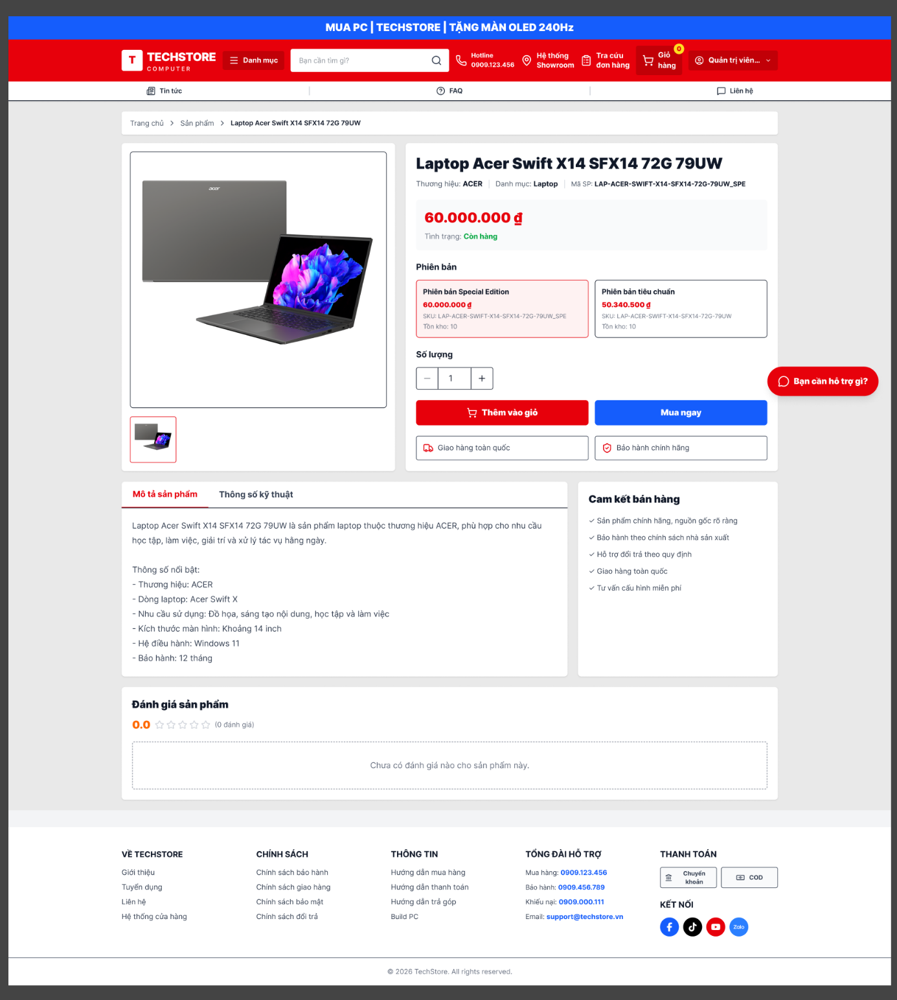 MUA PC | TECHSTORE | TẶNG MÀN OLED 240Hz
T
TECHSTORE
COMPUTER
Danh mục
Bạn cần tìm gì?
Hotline
0909.123.456
Hệ thống
Showroom
Tra cứu
đơn hàng
Giỏ
hàng
0
Quản trị viên...
Tin tức
FAQ
Liên hệ
Trang chủ > Sản phẩm > Laptop Acer Swift X14 SFX14 72G 79UW
acer
Laptop Acer Swift X14 SFX14 72G 79UW
Thương hiệu: ACER | Danh mục: Laptop | Mã SP: LAP-ACER-SWIFT-X14-SFX14-72G-79UW_SPE
60.000.000 ₫
Tình trạng: Còn hàng
Phiên bản
Phiên bản Special Edition
60.000.000 ₫
SKU: LAP-ACER-SWIFT-X14-SFX14-72G-79UW_SPE
Tồn kho: 10
Phiên bản tiêu chuẩn
50.340.500 ₫
SKU: LAP-ACER-SWIFT-X14-SFX14-72G-79UW
Tồn kho: 10
Số lượng
− 1 +
Bạn cần hỗ trợ gì?
Thêm vào giỏ
Mua ngay
Giao hàng toàn quốc
Bảo hành chính hãng
Mô tả sản phẩm
Thông số kỹ thuật
Laptop Acer Swift X14 SFX14 72G 79UW là sản phẩm laptop thuộc thương hiệu ACER, phù hợp cho nhu cầu
học tập, làm việc, giải trí và xử lý tác vụ hằng ngày.
Thông số nổi bật:
- Thương hiệu: ACER
- Dòng laptop: Acer Swift X
- Nhu cầu sử dụng: Đồ họa, sáng tạo nội dung, học tập và làm việc
- Kích thước màn hình: Khoảng 14 inch
- Hệ điều hành: Windows 11
- Bảo hành: 12 tháng
Cam kết bán hàng
✓ Sản phẩm chính hãng, nguồn gốc rõ ràng
✓ Bảo hành theo chính sách nhà sản xuất
✓ Hỗ trợ đổi trả theo quy định
✓ Giao hàng toàn quốc
✓ Tư vấn cấu hình miễn phí
Đánh giá sản phẩm
0.0 (0 đánh giá)
Chưa có đánh giá nào cho sản phẩm này.
VỀ TECHSTORE
Giới thiệu
Tuyển dụng
Liên hệ
Hệ thống cửa hàng
CHÍNH SÁCH
Chính sách bảo hành
Chính sách giao hàng
Chính sách bảo mật
Chính sách đổi trả
THÔNG TIN
Hướng dẫn mua hàng
Hướng dẫn thanh toán
Hướng dẫn trả góp
Build PC
TỔNG ĐÀI HỖ TRỢ
Mua hàng: 0909.123.456
Bảo hành: 0909.456.789
Khiếu nại: 0909.000.111
Email: support@techstore.vn
THANH TOÁN
Chuyển
khoản
COD
KẾT NỐI
Zalo
© 2026 TechStore. All rights reserved.